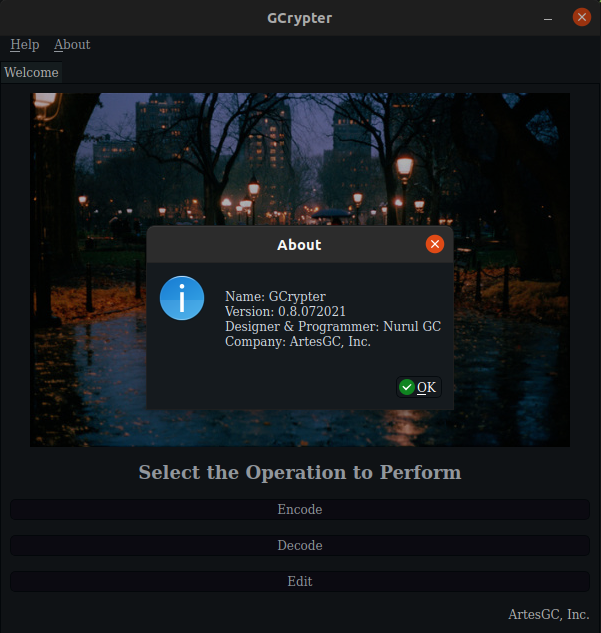 GCrypter
Help About
Welcome
About
Name: GCrypter
Version: 0.8.072021
Designer & Programmer: Nurul GC
Company: ArtesGC, Inc.
OK
Select the Operation to Perform
Encode
Decode
Edit
ArtesGC, Inc.